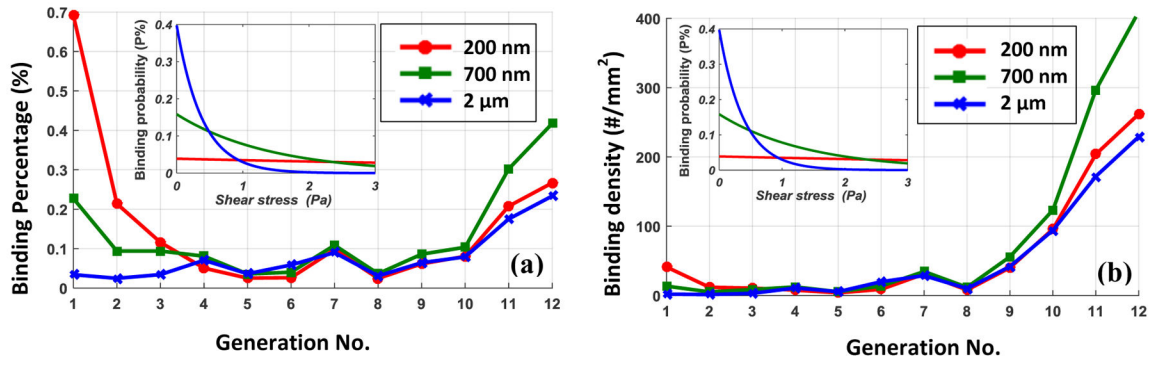 Binding Percentage (%)
0.7
0.6
0.5
0.4
0.3
0.2
0.1
0
1 2 3 4 5 6 7 8 9 10 11 12
Generation No.
Binding probability (P%)
0.4
0.3
0.2
0.1
0
0 1 2 3
Shear stress (Pa)
200 nm
700 nm
2 μm
(a)
Binding density (#/mm²)
400
300
200
100
0
1 2 3 4 5 6 7 8 9 10 11 12
Generation No.
Binding probability (P%)
0.4
0.3
0.2
0.1
0
0 1 2 3
Shear stress (Pa)
200 nm
700 nm
2 μm
(b)